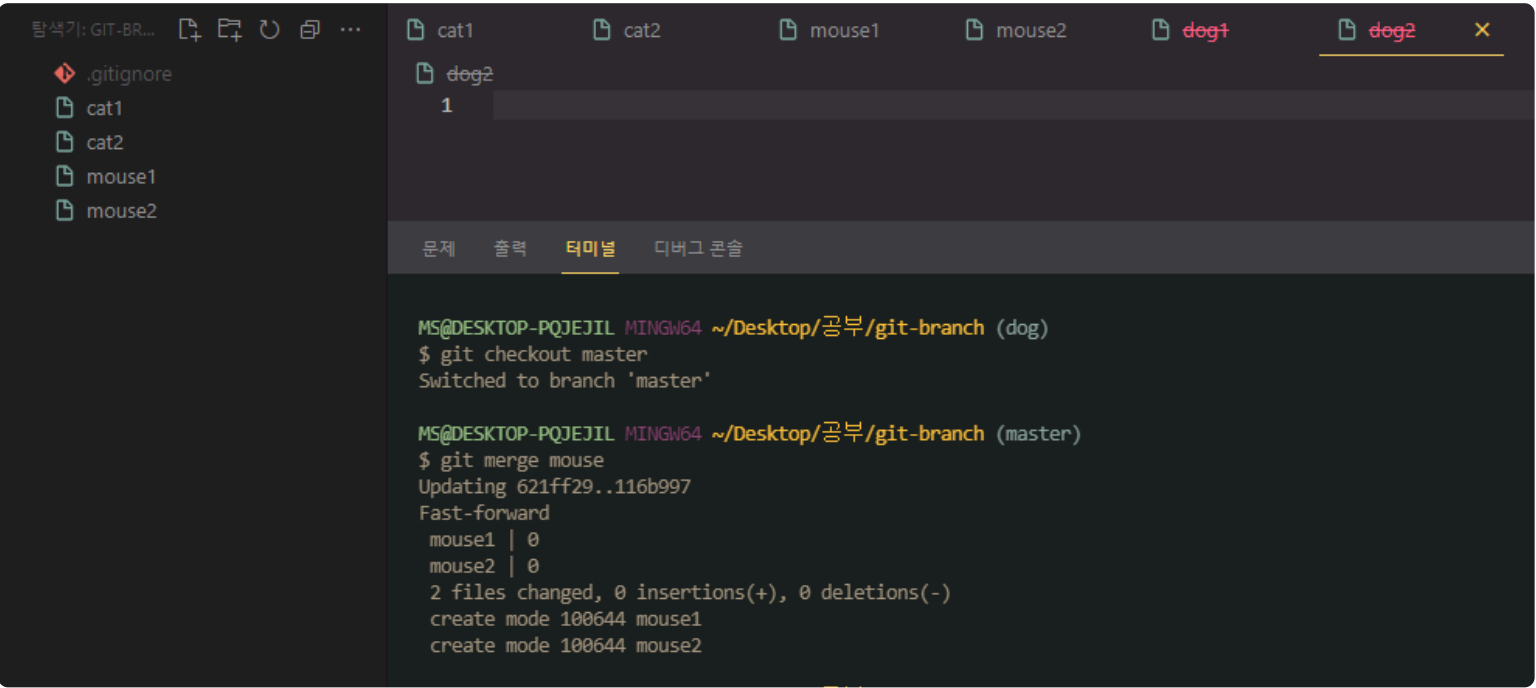 탐색기: GIT-BR...
.gitignore
cat1
cat2
mouse1
mouse2
cat1 cat2 mouse1 mouse2 dog1 dog2
dog2
1
문제 출력 터미널 디버그 콘솔
MS@DESKTOP-PQJEJIL MINGW64 ~/Desktop/공부/git-branch (dog)
$ git checkout master
Switched to branch 'master'
MS@DESKTOP-PQJEJIL MINGW64 ~/Desktop/공부/git-branch (master)
$ git merge mouse
Updating 621ff29..116b997
Fast-forward
mouse1 | 0
mouse2 | 0
2 files changed, 0 insertions(+), 0 deletions(-)
create mode 100644 mouse1
create mode 100644 mouse2